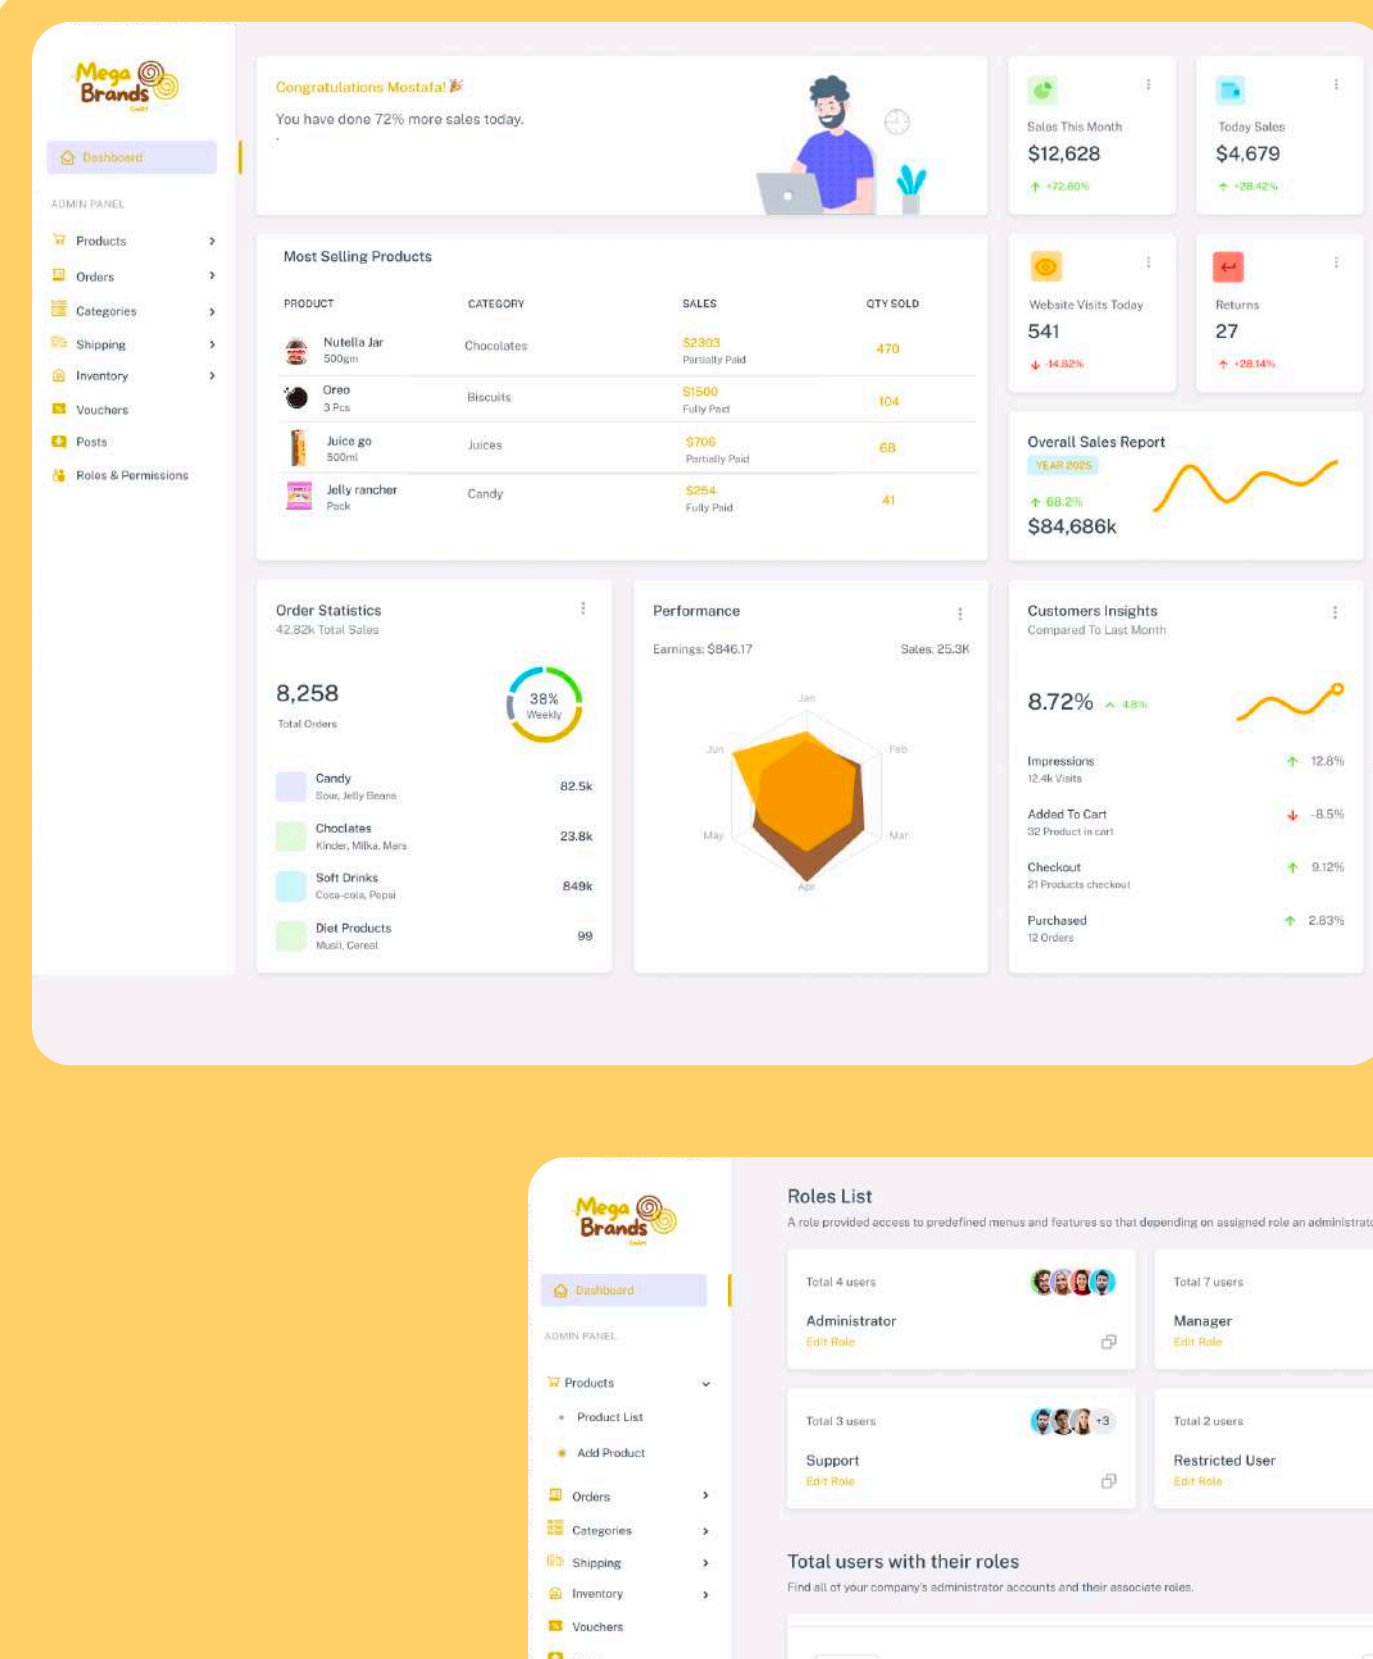 Mega
Brands
GmbH
Dashboard
ADMIN PANEL
Products
Orders
Categories
Shipping
Inventory
Vouchers
Posts
Roles & Permissions
Congratulations Mostafa! 🎉
You have done 72% more sales today.
.
Sales This Month
$12,628
+72.80%
Today Sales
$4,679
+28.42%
Most Selling Products
PRODUCT CATEGORY SALES QTY SOLD
Nutella Jar Chocolates $2303 470
500gm Partially Paid
Oreo Biscuits $1500 104
3 Pcs Fully Paid
Juice go Juices $706 68
500ml Partially Paid
Jelly rancher Candy $254 41
Pack Fully Paid
Website Visits Today
541
-14.82%
Returns
27
+28.14%
Overall Sales Report
YEAR 2025
68.2%
$84,686k
Order Statistics
42.82k Total Sales
8,258
Total Orders
38%
Weekly
Candy 82.5k
Sour, Jelly Beans
Choclates 23.8k
Kinder, Milka, Mars
Soft Drinks 849k
Coca-cola, Pepsi
Diet Products 99
Musli, Cereal
Performance
Earnings: $846.17 Sales: 25.3K
Jan
Feb
Mar
Apr
May
Jun
Customers Insights
Compared To Last Month
8.72% 4.8%
Impressions 12.8%
12.4k Visits
Added To Cart -8.5%
32 Product in cart
Checkout 9.12%
21 Products checkout
Purchased 2.83%
12 Orders
Mega
Brands
GmbH
Dashboard
ADMIN PANEL
Products
Product List
Add Product
Orders
Categories
Shipping
Inventory
Vouchers
Roles List
A role provided access to predefined menus and features so that depending on assigned role an administrato
Total 4 users
Administrator
Edit Role
Total 7 users
Manager
Edit Role
Total 3 users +3
Support
Edit Role
Total 2 users
Restricted User
Edit Role
Total users with their roles
Find all of your company's administrator accounts and their associate roles.